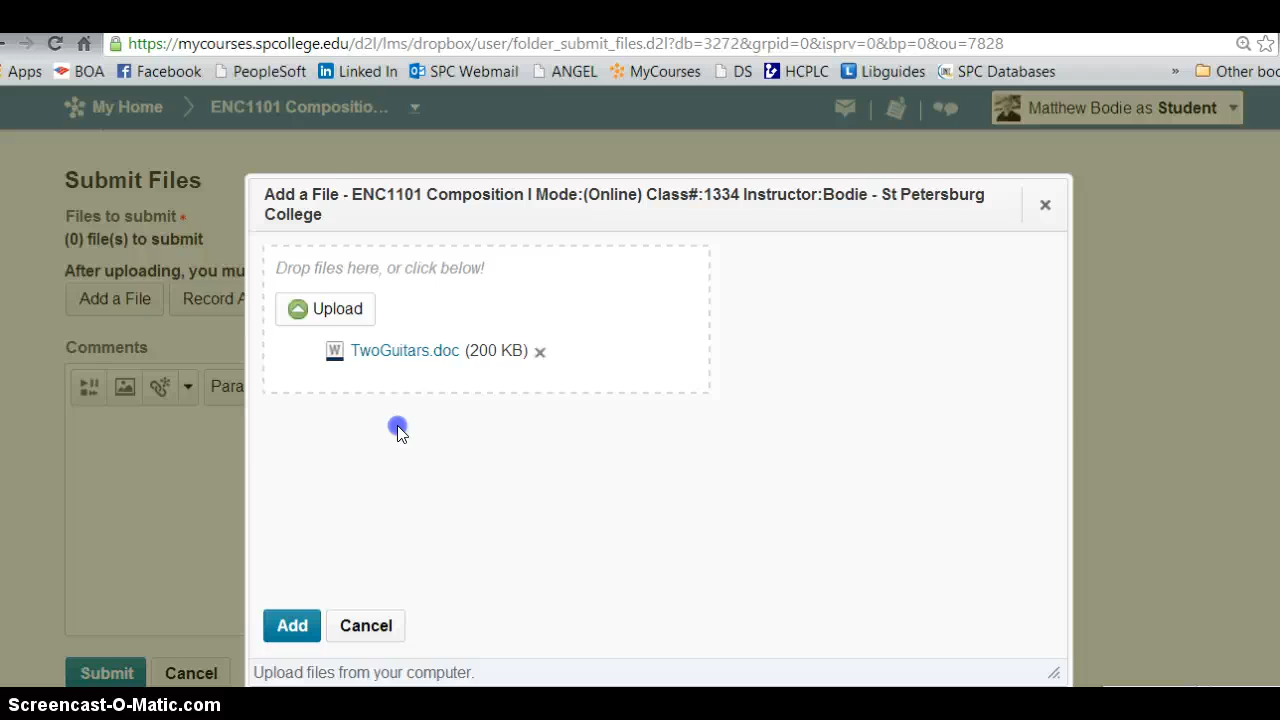 https://mycourses.spcollege.edu/d2l/lms/dropbox/user/folder_submit_files.d2l?db=3272&grpid=0&isprv=0&bp=0&ou=7828
Apps BOA Facebook PeopleSoft Linked In SPC Webmail ANGEL MyCourses DS HCPLC Libguides SPC Databases » Other boo
My Home ENC1101 Compositio... Matthew Bodie as Student
Submit Files
Files to submit •
(0) file(s) to submit
After uploading, you mu
Add a File Record A
Comments
Para
Submit Cancel
Add a File - ENC1101 Composition I Mode:(Online) Class#:1334 Instructor:Bodie - St Petersburg
College
Drop files here, or click below!
Upload
W TwoGuitars.doc (200 KB)
Add Cancel
Upload files from your computer.
Screencast-O-Matic.com